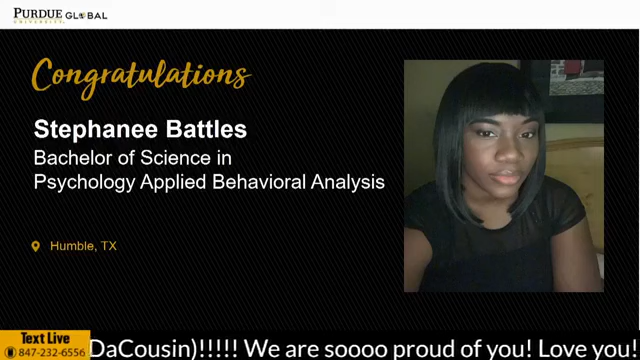 PURDUE GLOBAL
UNIVERSITY
Congratulations
Stephanee Battles
Bachelor of Science in
Psychology Applied Behavioral Analysis
Humble, TX
Text Live
847-232-6556
DaCousin)!!!!! We are soooo proud of you! Love you!